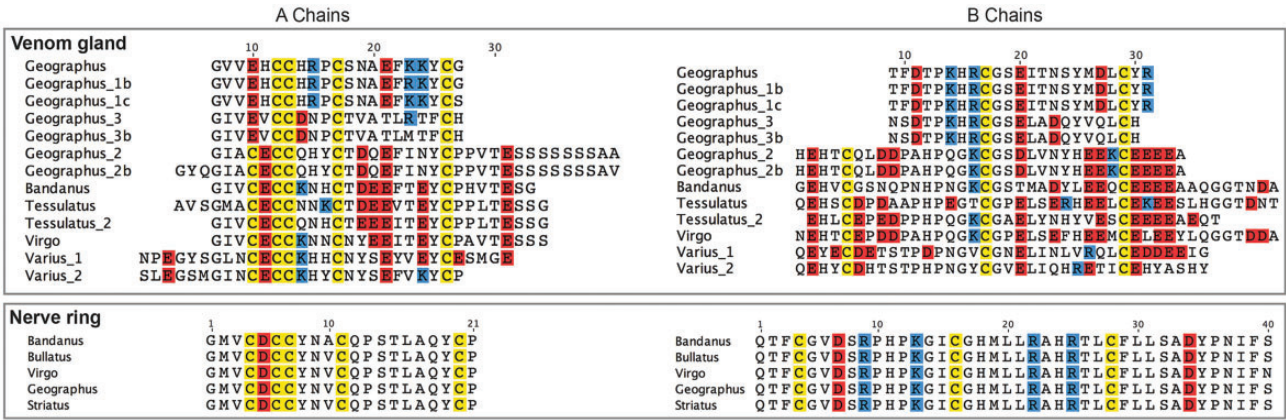 A Chains B Chains
Venom gland
10 20 30
Geographus GVVEHCCHRPCSNAEFKKYCG
Geographus_1b GVVEHCCHRPCSNAEFRKYCG
Geographus_1c GVVEHCCHRPCSNAEFKKYCS
Geographus_3 GIVEVCCDNPCTVATLRTFCH
Geographus_3b GIVEVCCDNPCTVATLMTFCH
Geographus_2 GIACECCQHYCTDQEFINYCPPVTESSSSSSSAA
Geographus_2b GYQGIACECCQHYCTDQEFINYCPPVTESSSSSSSAV
Bandanus GIVCECCKNHCTDEEFTEYCPHVTESG
Tessulatus AVSGMACECCNNKCTDEEVTEYCPPLTESSG
Tessulatus_2 GIVCECCQNHCTEEEITEYCPPLTESSG
Virgo GIVCECCKNNCNYEEITEYCPAVTESSS
Varius_1 NPEGYSGLNCECCKHHCNYSEYVEYCESMGE
Varius_2 SLEGSMGINCECCKHYCNYSEFVKYCP
10 20 30
Geographus TFDTPKHRCGSEITNSYMDLCYR
Geographus_1b TFDTPKHRCGSEITNSYMDLCYR
Geographus_1c TFDTPKHRCGSEITNSYMDLCYR
Geographus_3 NSDTPKHRCGSELADQYVQLCH
Geographus_3b NSDTPKHRCGSELADQYVQLCH
Geographus_2 HEHTCQLDDPAHPQGKCGSDLVNYHEEKCEEEEA
Geographus_2b HEHTCQLDDPAHPQGKCGSDLVNYHEEKCEEEEA
Bandanus GEHVCGSNQPNHPNGKCGSTMADYLEEQCEEEEAAQGGTNDA
Tessulatus QEHSCDPDAAPHPEGTCGPELSERHEELCEKEESLHGGTDNT
Tessulatus_2 EHLCEPEDPPHPQGKCGAELYNHYVESCEEEEAEQT
Virgo NEHTCEPDDPAHPQGKCGPELSEFHEEMCELEEYLQGGTDDA
Varius_1 QEYECDETSTPDPNGVCGNELINLVRQLCEDDEEIG
Varius_2 QEHYCDHTSTPHPNGYCGVELIQHRETICEHYASHY
Nerve ring
1 10 21
Bandanus GMVCDCCYNACQPSTLAQYCP
Bullatus GMVCDCCYNVCQPSTLAQYCP
Virgo GMVCDCCYNVCQPSTLAQYCP
Geographus GMVCDCCYNVCQPSTLAQYCP
Striatus GMVCDCCYNVCQPSTLAQYCP
1 10 20 30 40
Bandanus QTFCGVDSRPHPKGICGHMLLRAHRTLCFLLSADYPNIFS
Bullatus QTFCGVDSRPHPKGICGHMLLRAHRTLCFLLSADYPNIFS
Virgo QTFCGVDSRPHPKGICGHMLLRAHRTLCFLLSADYPNIFN
Geographus QTFCGVDSRPHPKGICGHMLLRAHRTLCFLLSADYPNIFS
Striatus QTFCGVDSRPHPKGICGHMLLRAHRTLCFLLSADYPNIFS